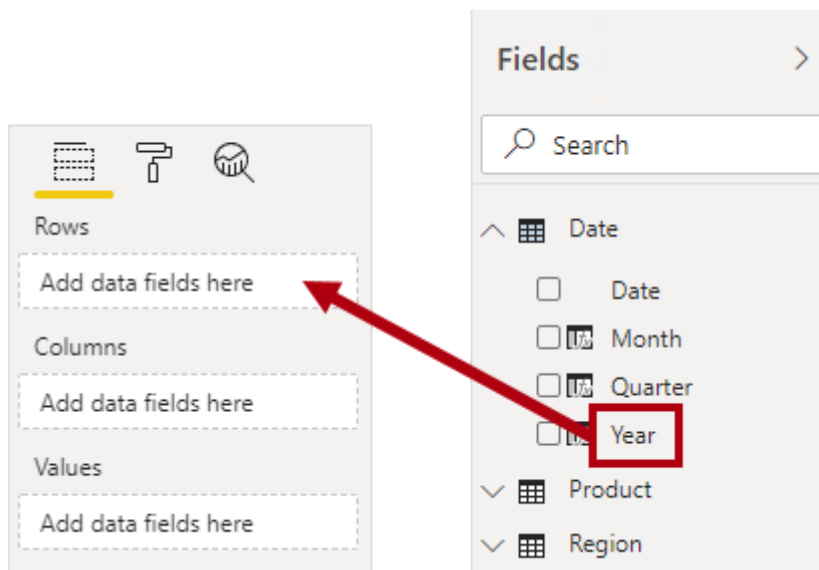 Rows
Add data fields here
Columns
Add data fields here
Values
Add data fields here
Fields
Search
Date
Date
Month
Quarter
Year
Product
Region